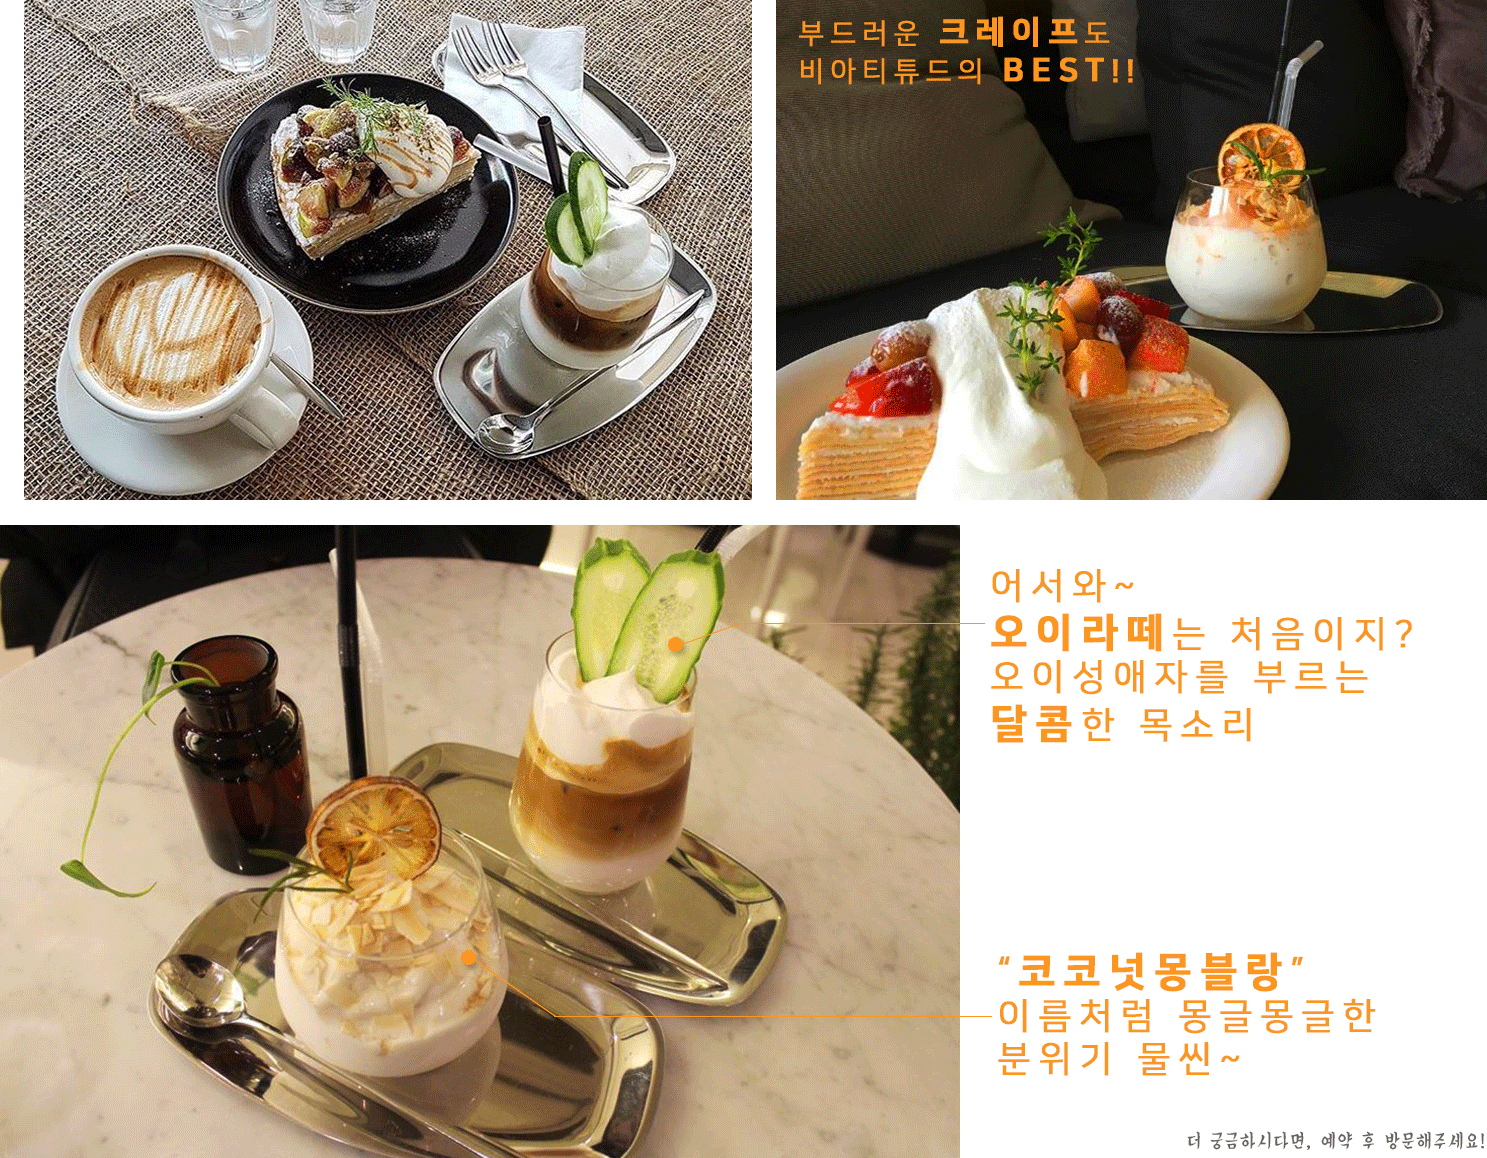 부드러운 크레이프도
비아티튜드의 BEST!!
어서와~
오이라떼는 처음이지?
오이성애자를 부르는
달콤한 목소리
“코코넛몽블랑”
이름처럼 몽글몽글한
분위기 물씬~
더 궁금하시다면, 예약 후 방문해주세요!